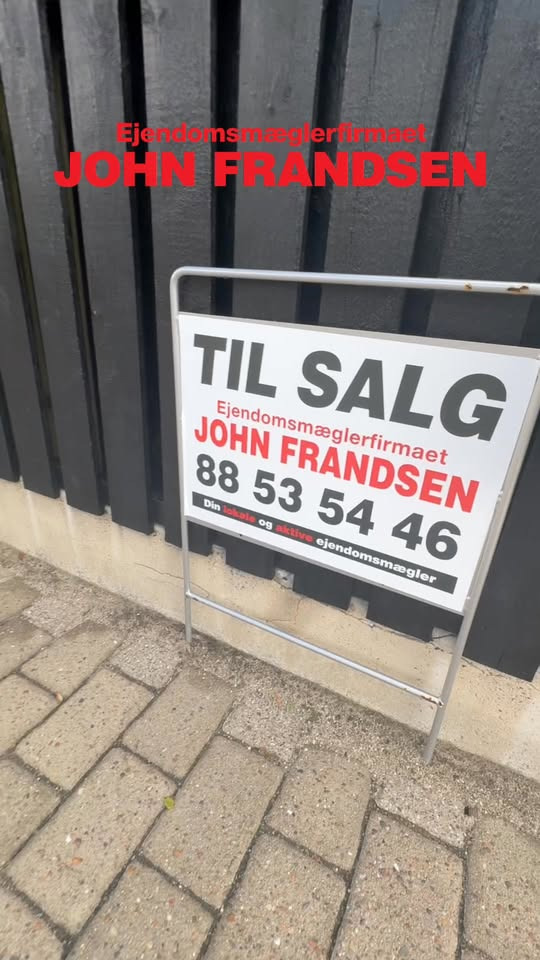 Ejendomsmæglerfirmaet
JOHN FRANDSEN
TIL SALG
Ejendomsmæglerfirmaet
JOHN FRANDSEN
88 53 54 46
Din lokale og aktive ejendomsmægler